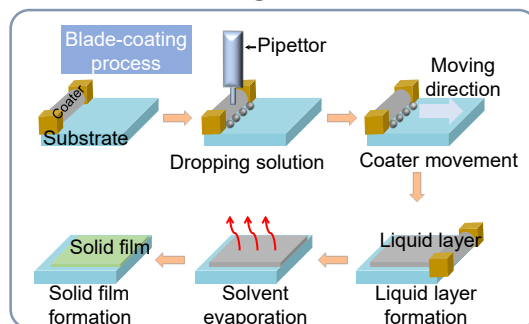 Blade-coating
process
Pipettor
Coater
Substrate
Dropping solution
Moving
direction
Coater movement
Solid film
Solid film
formation
Solvent
evaporation
Liquid layer
Liquid layer
formation